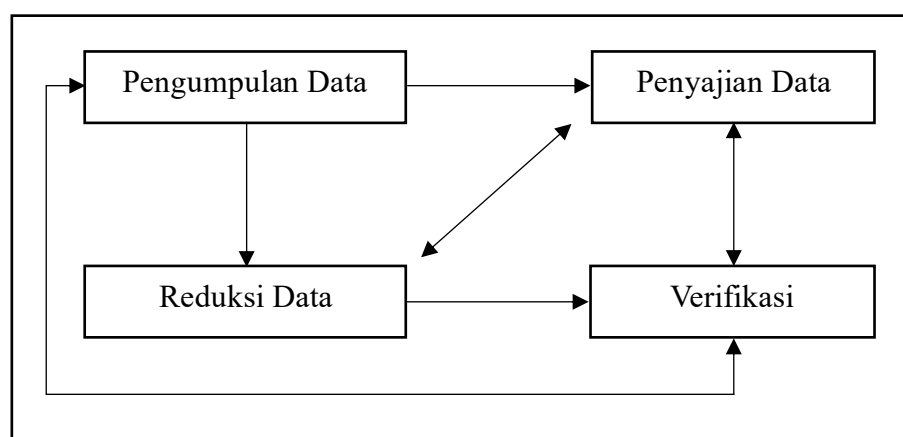 Pengumpulan Data
Penyajian Data
Reduksi Data
Verifikasi